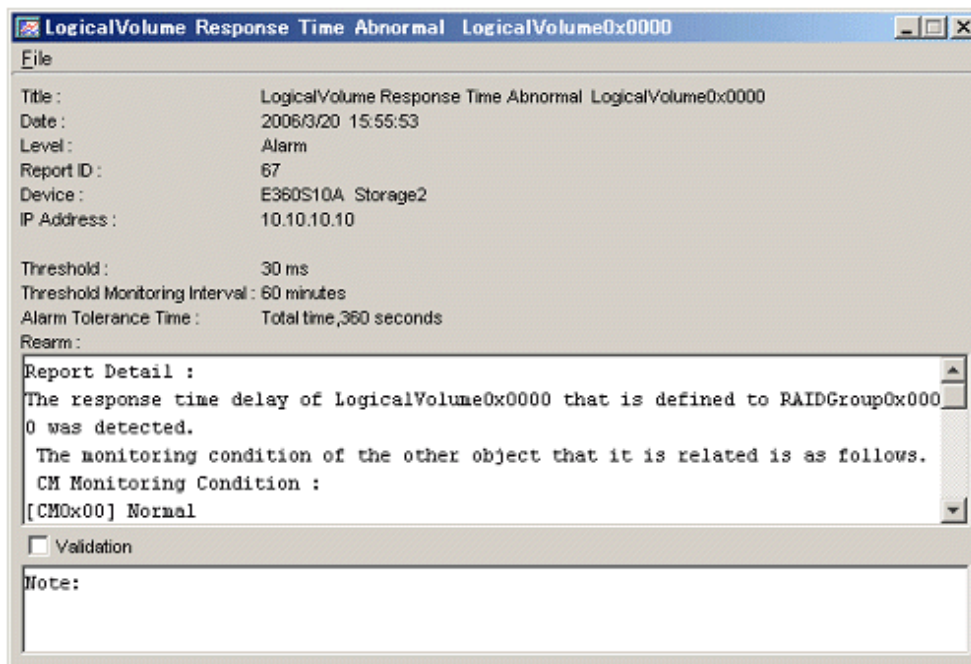 LogicalVolume Response Time Abnormal LogicalVolume0x0000
File
Title : LogicalVolume Response Time Abnormal LogicalVolume0x0000
Date : 2006/3/20 15:55:53
Level : Alarm
Report ID : 67
Device : E360S10A Storage2
IP Address : 10.10.10.10
Threshold : 30 ms
Threshold Monitoring Interval : 60 minutes
Alarm Tolerance Time : Total time,360 seconds
Rearm :
Report Detail :
The response time delay of LogicalVolume0x0000 that is defined to RAIDGroup0x000
0 was detected.
The monitoring condition of the other object that it is related is as follows.
CM Monitoring Condition :
[CM0x00] Normal
Validation
Note: